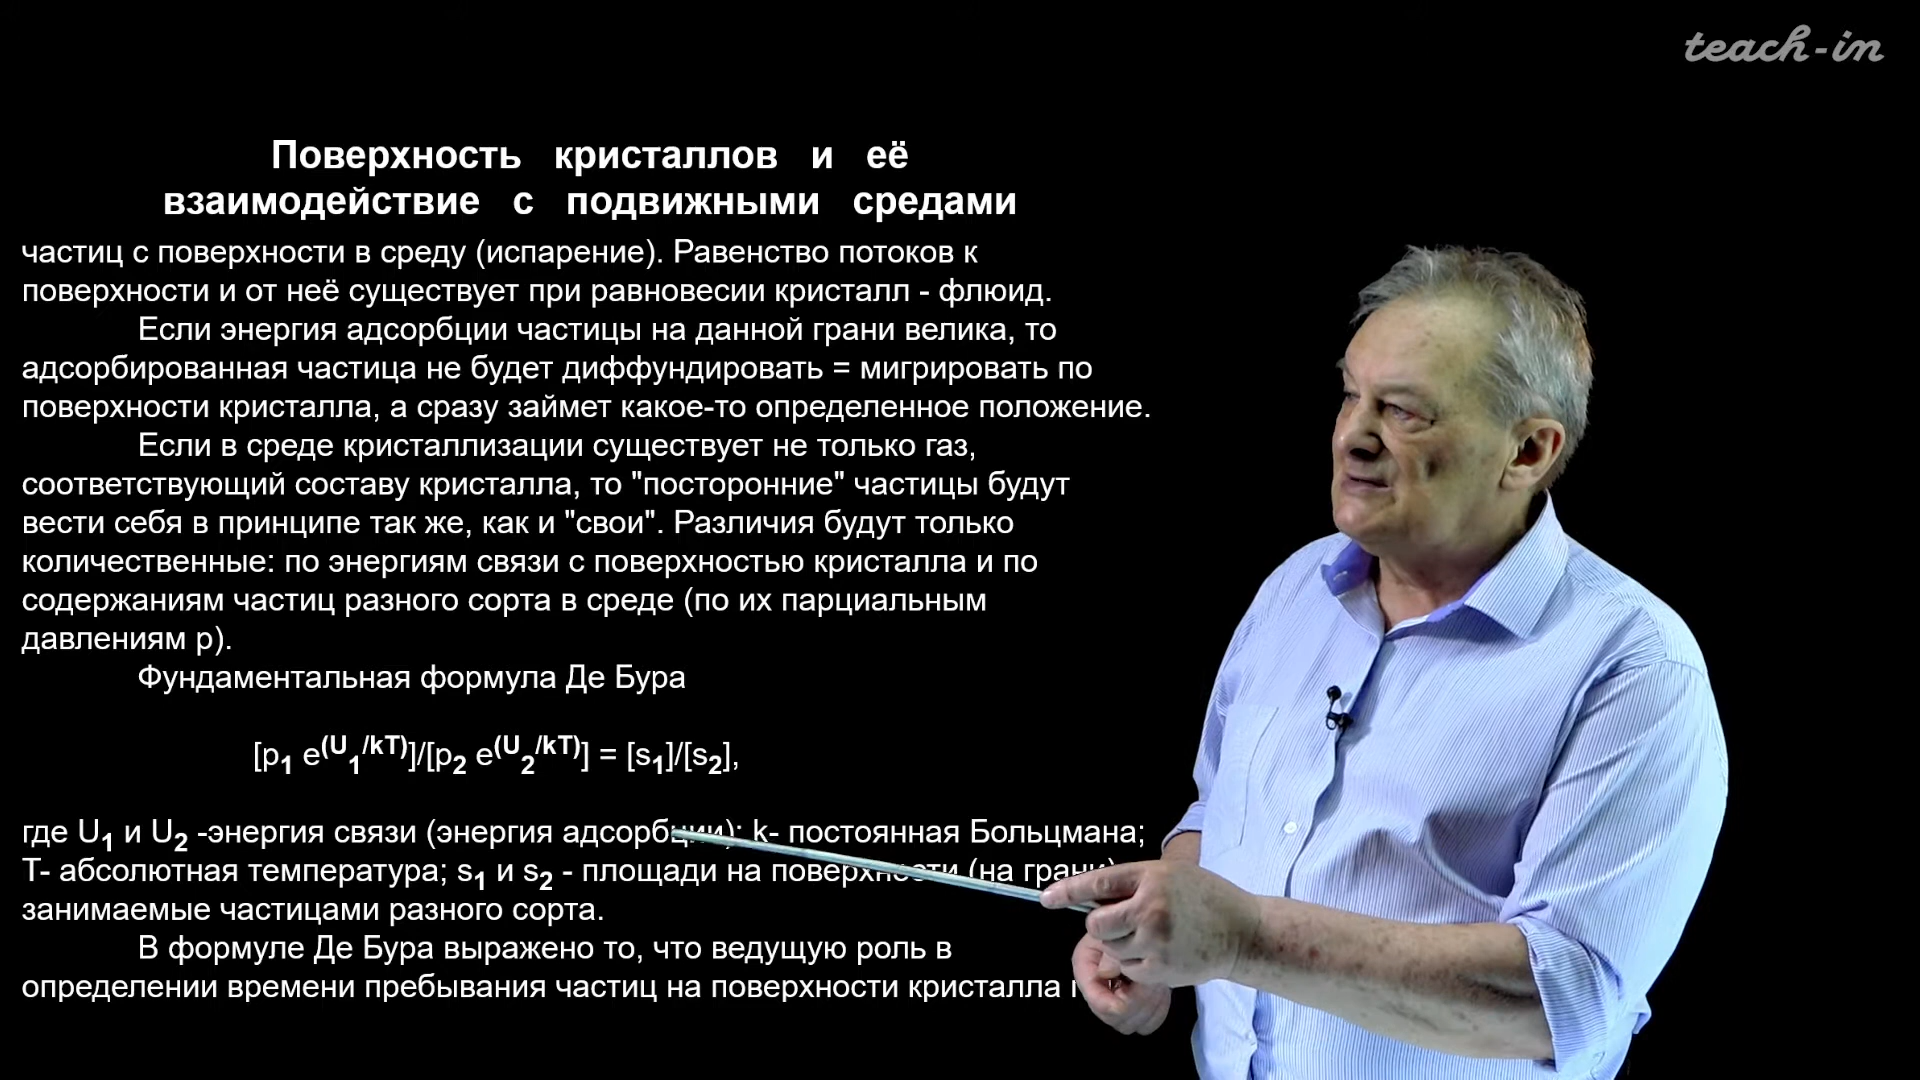 teach-in
Поверхность кристаллов и её
взаимодействие с подвижными средами
частиц с поверхности в среду (испарение). Равенство потоков к
поверхности и от неё существует при равновесии кристалл - флюид.
Если энергия адсорбции частицы на данной грани велика, то
адсорбированная частица не будет диффундировать = мигрировать по
поверхности кристалла, а сразу займет какое-то определенное положение.
Если в среде кристаллизации существует не только газ,
соответствующий составу кристалла, то "посторонние" частицы будут
вести себя в принципе так же, как и "свои". Различия будут только
количественные: по энергиям связи с поверхностью кристалла и по
содержаниям частиц разного сорта в среде (по их парциальным
давлениям p).
Фундаментальная формула Де Бура
[p₁ e^(U₁/kT)]/[p₂ e^(U₂/kT)] = [s₁]/[s₂],
где U₁ и U₂ -энергия связи (энергия адсорбции); k- постоянная Больцмана;
T- абсолютная температура; s₁ и s₂ - площади на поверхности (на грани)
занимаемые частицами разного сорта.
В формуле Де Бура выражено то, что ведущую роль в
определении времени пребывания частиц на поверхности кристалла